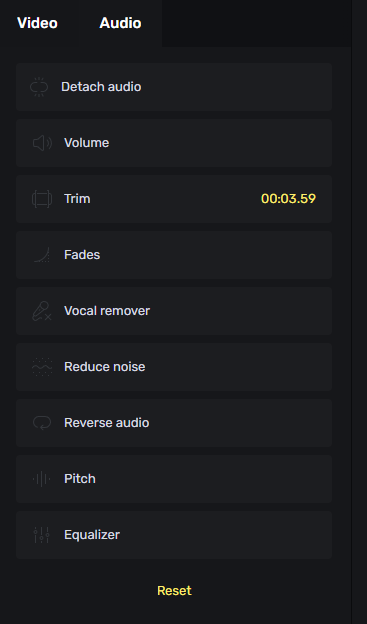 Video Audio
Detach audio
Volume
Trim 00:03.59
Fades
Vocal remover
Reduce noise
Reverse audio
Pitch
Equalizer
Reset